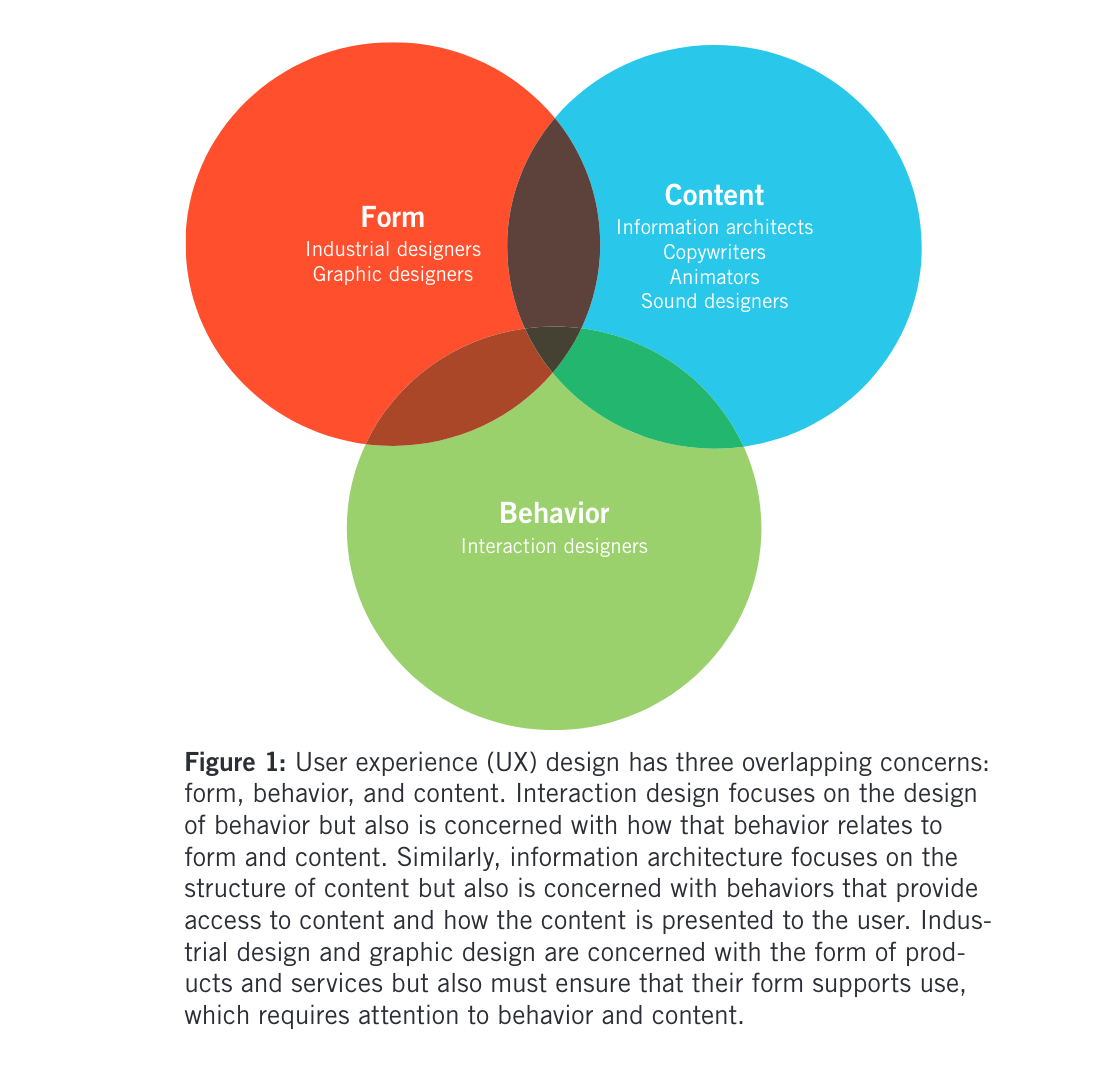 Form
Industrial designers
Graphic designers
Content
Information architects
Copywriters
Animators
Sound designers
Behavior
Interaction designers
Figure 1: User experience (UX) design has three overlapping concerns:
form, behavior, and content. Interaction design focuses on the design
of behavior but also is concerned with how that behavior relates to
form and content. Similarly, information architecture focuses on the
structure of content but also is concerned with behaviors that provide
access to content and how the content is presented to the user. Indus-
trial design and graphic design are concerned with the form of prod-
ucts and services but also must ensure that their form supports use,
which requires attention to behavior and content.